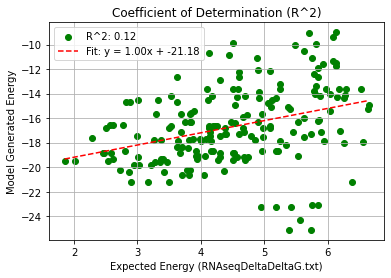 Coefficient of Determination (R^2)
R^2: 0.12
Fit: y = 1.00x + -21.18
Model Generated Energy
−10
−12
−14
−16
−18
−20
−22
−24
2
3
4
5
6
Expected Energy (RNAseqDeltaDeltaG.txt)